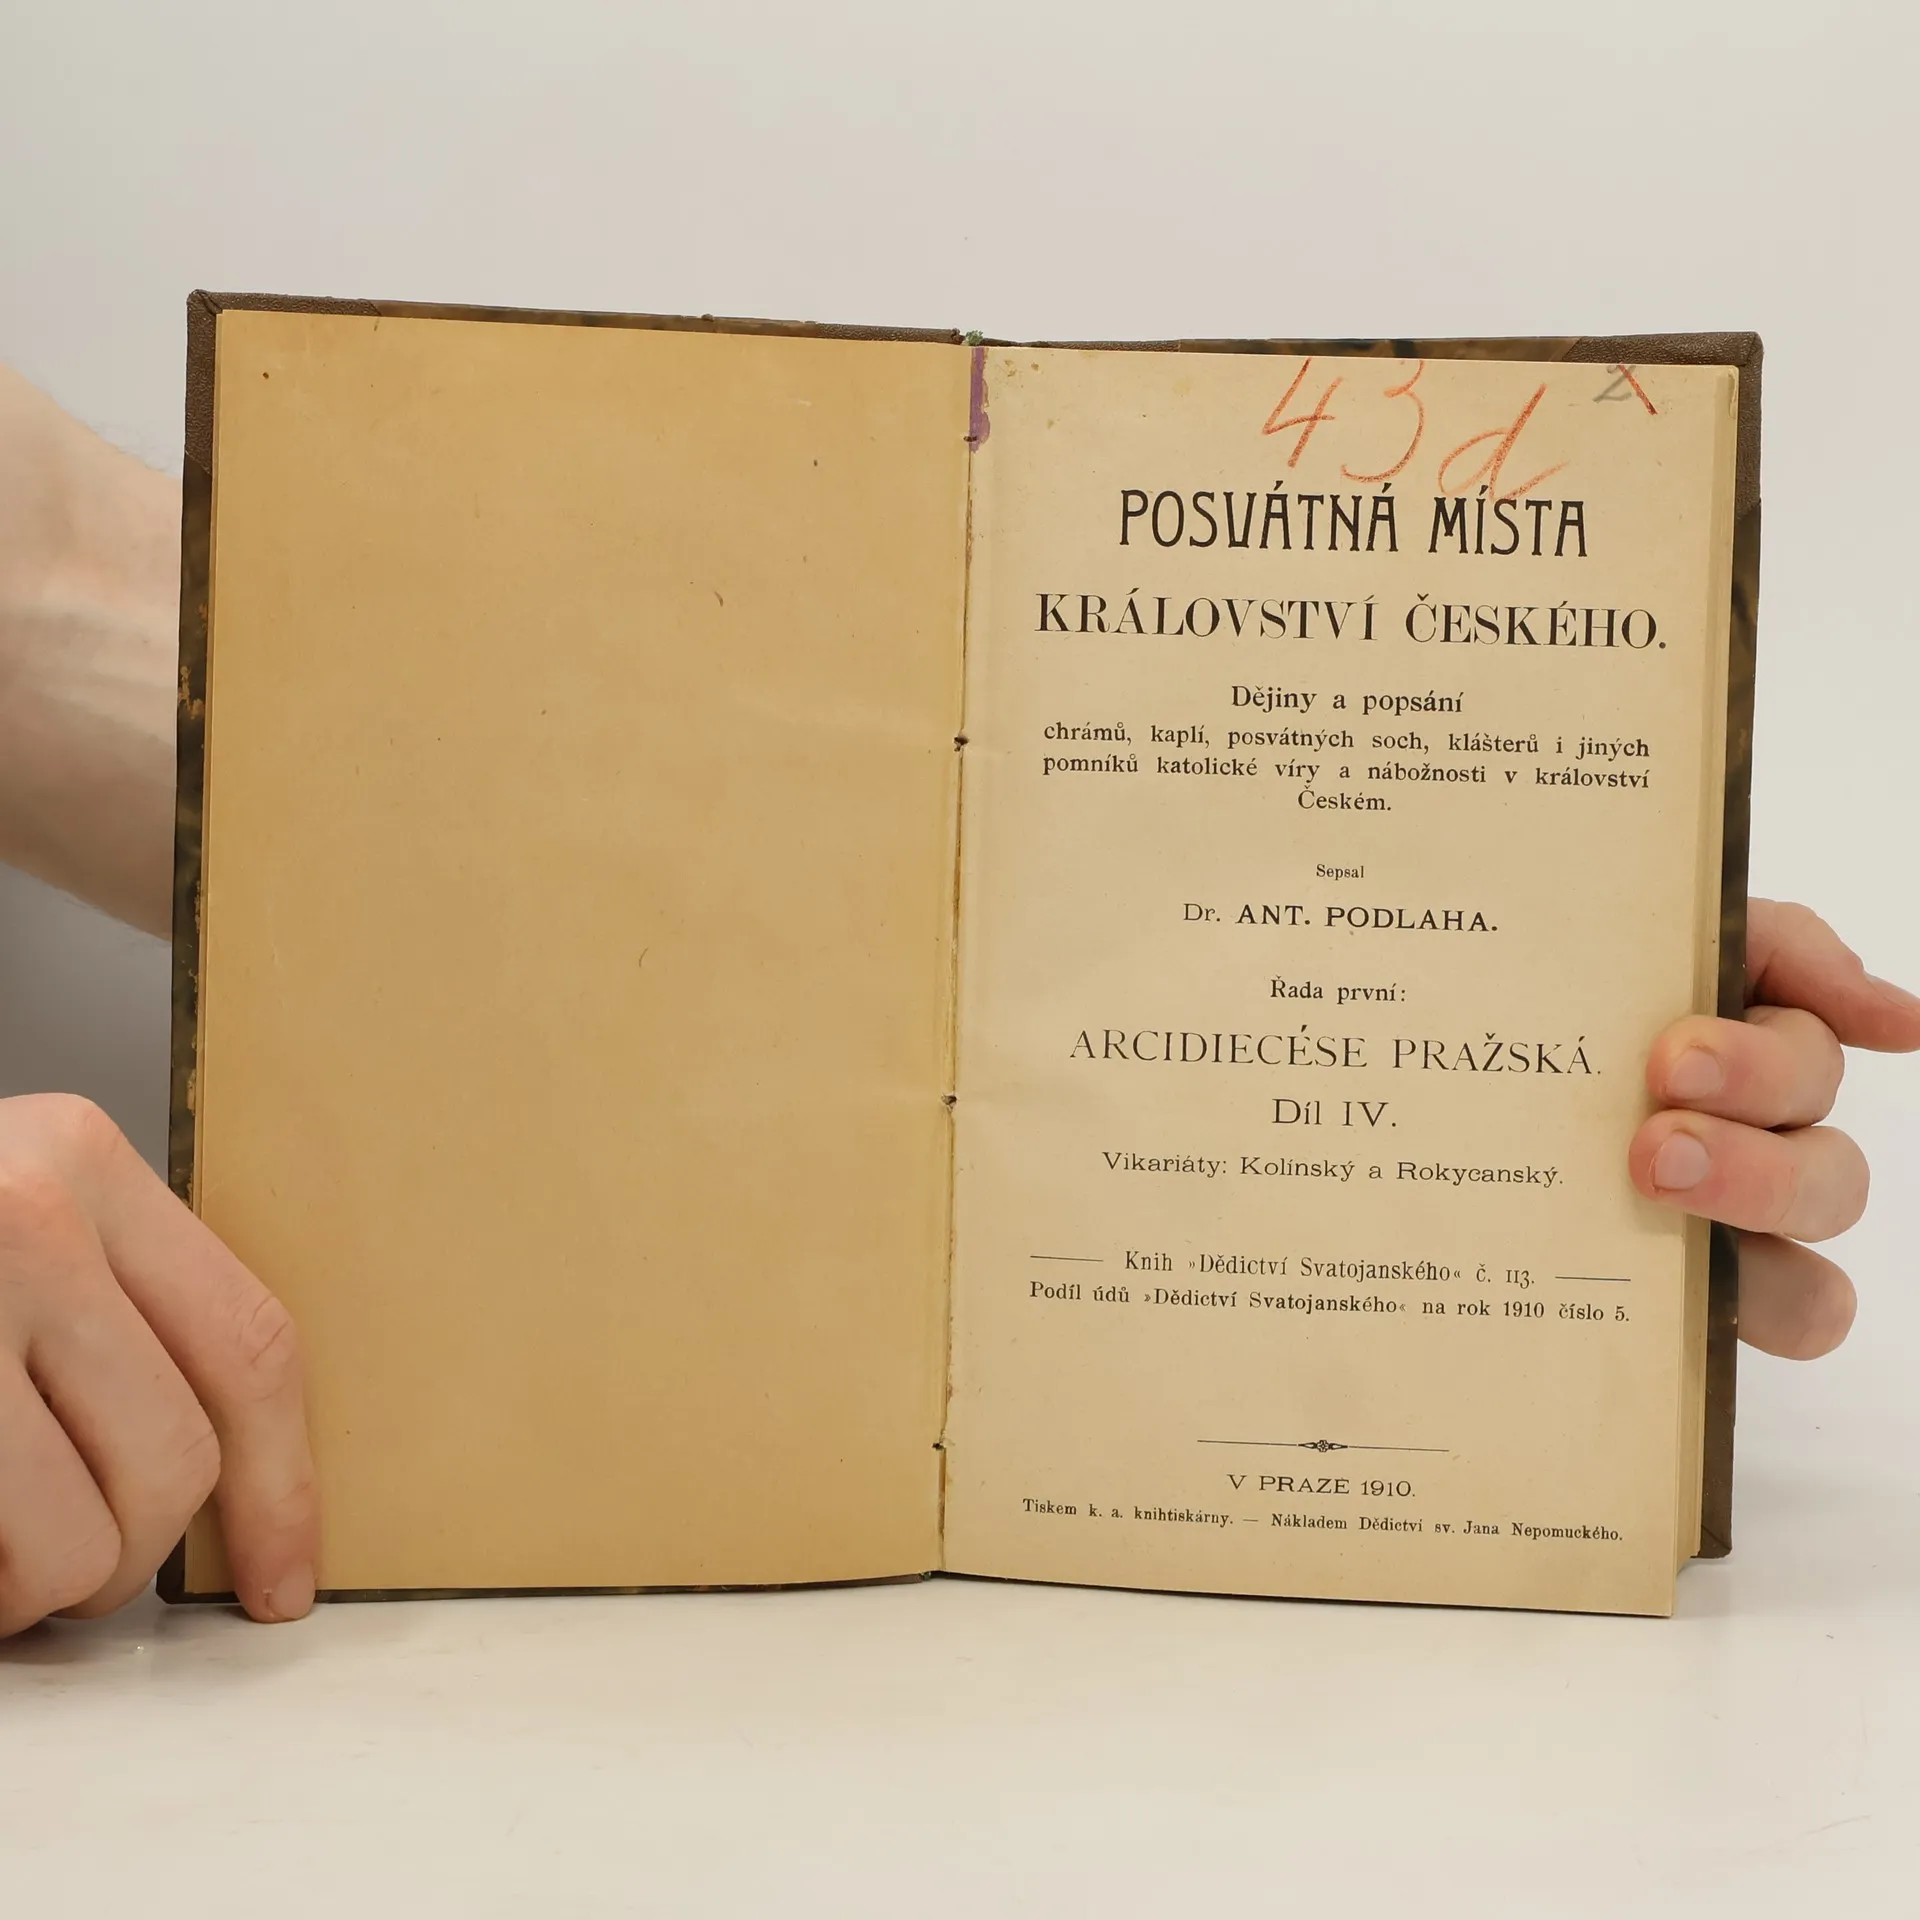 43d
2
POSVÁTNÁ MÍSTA
KRÁLOVSTVÍ ČESKÉHO.
Dějiny a popsání
chrámů, kaplí, posvátných soch, klášterů i jiných
pomníků katolické víry a nábožnosti v království
Českém.
Sepsal
Dr. ANT. PODLAHA.
Řada první:
ARCIDIECÉSE PRAŽSKÁ.
Díl IV.
Vikariáty: Kolínský a Rokycanský.
Knih »Dědictví Svatojanského« č. 113.
Podíl údů »Dědictví Svatojanského« na rok 1910 číslo 5.
V PRAZE 1910.
Tiskem k. a. knihtiskárny. — Nákladem Dědictví sv. Jana Nepomuckého.